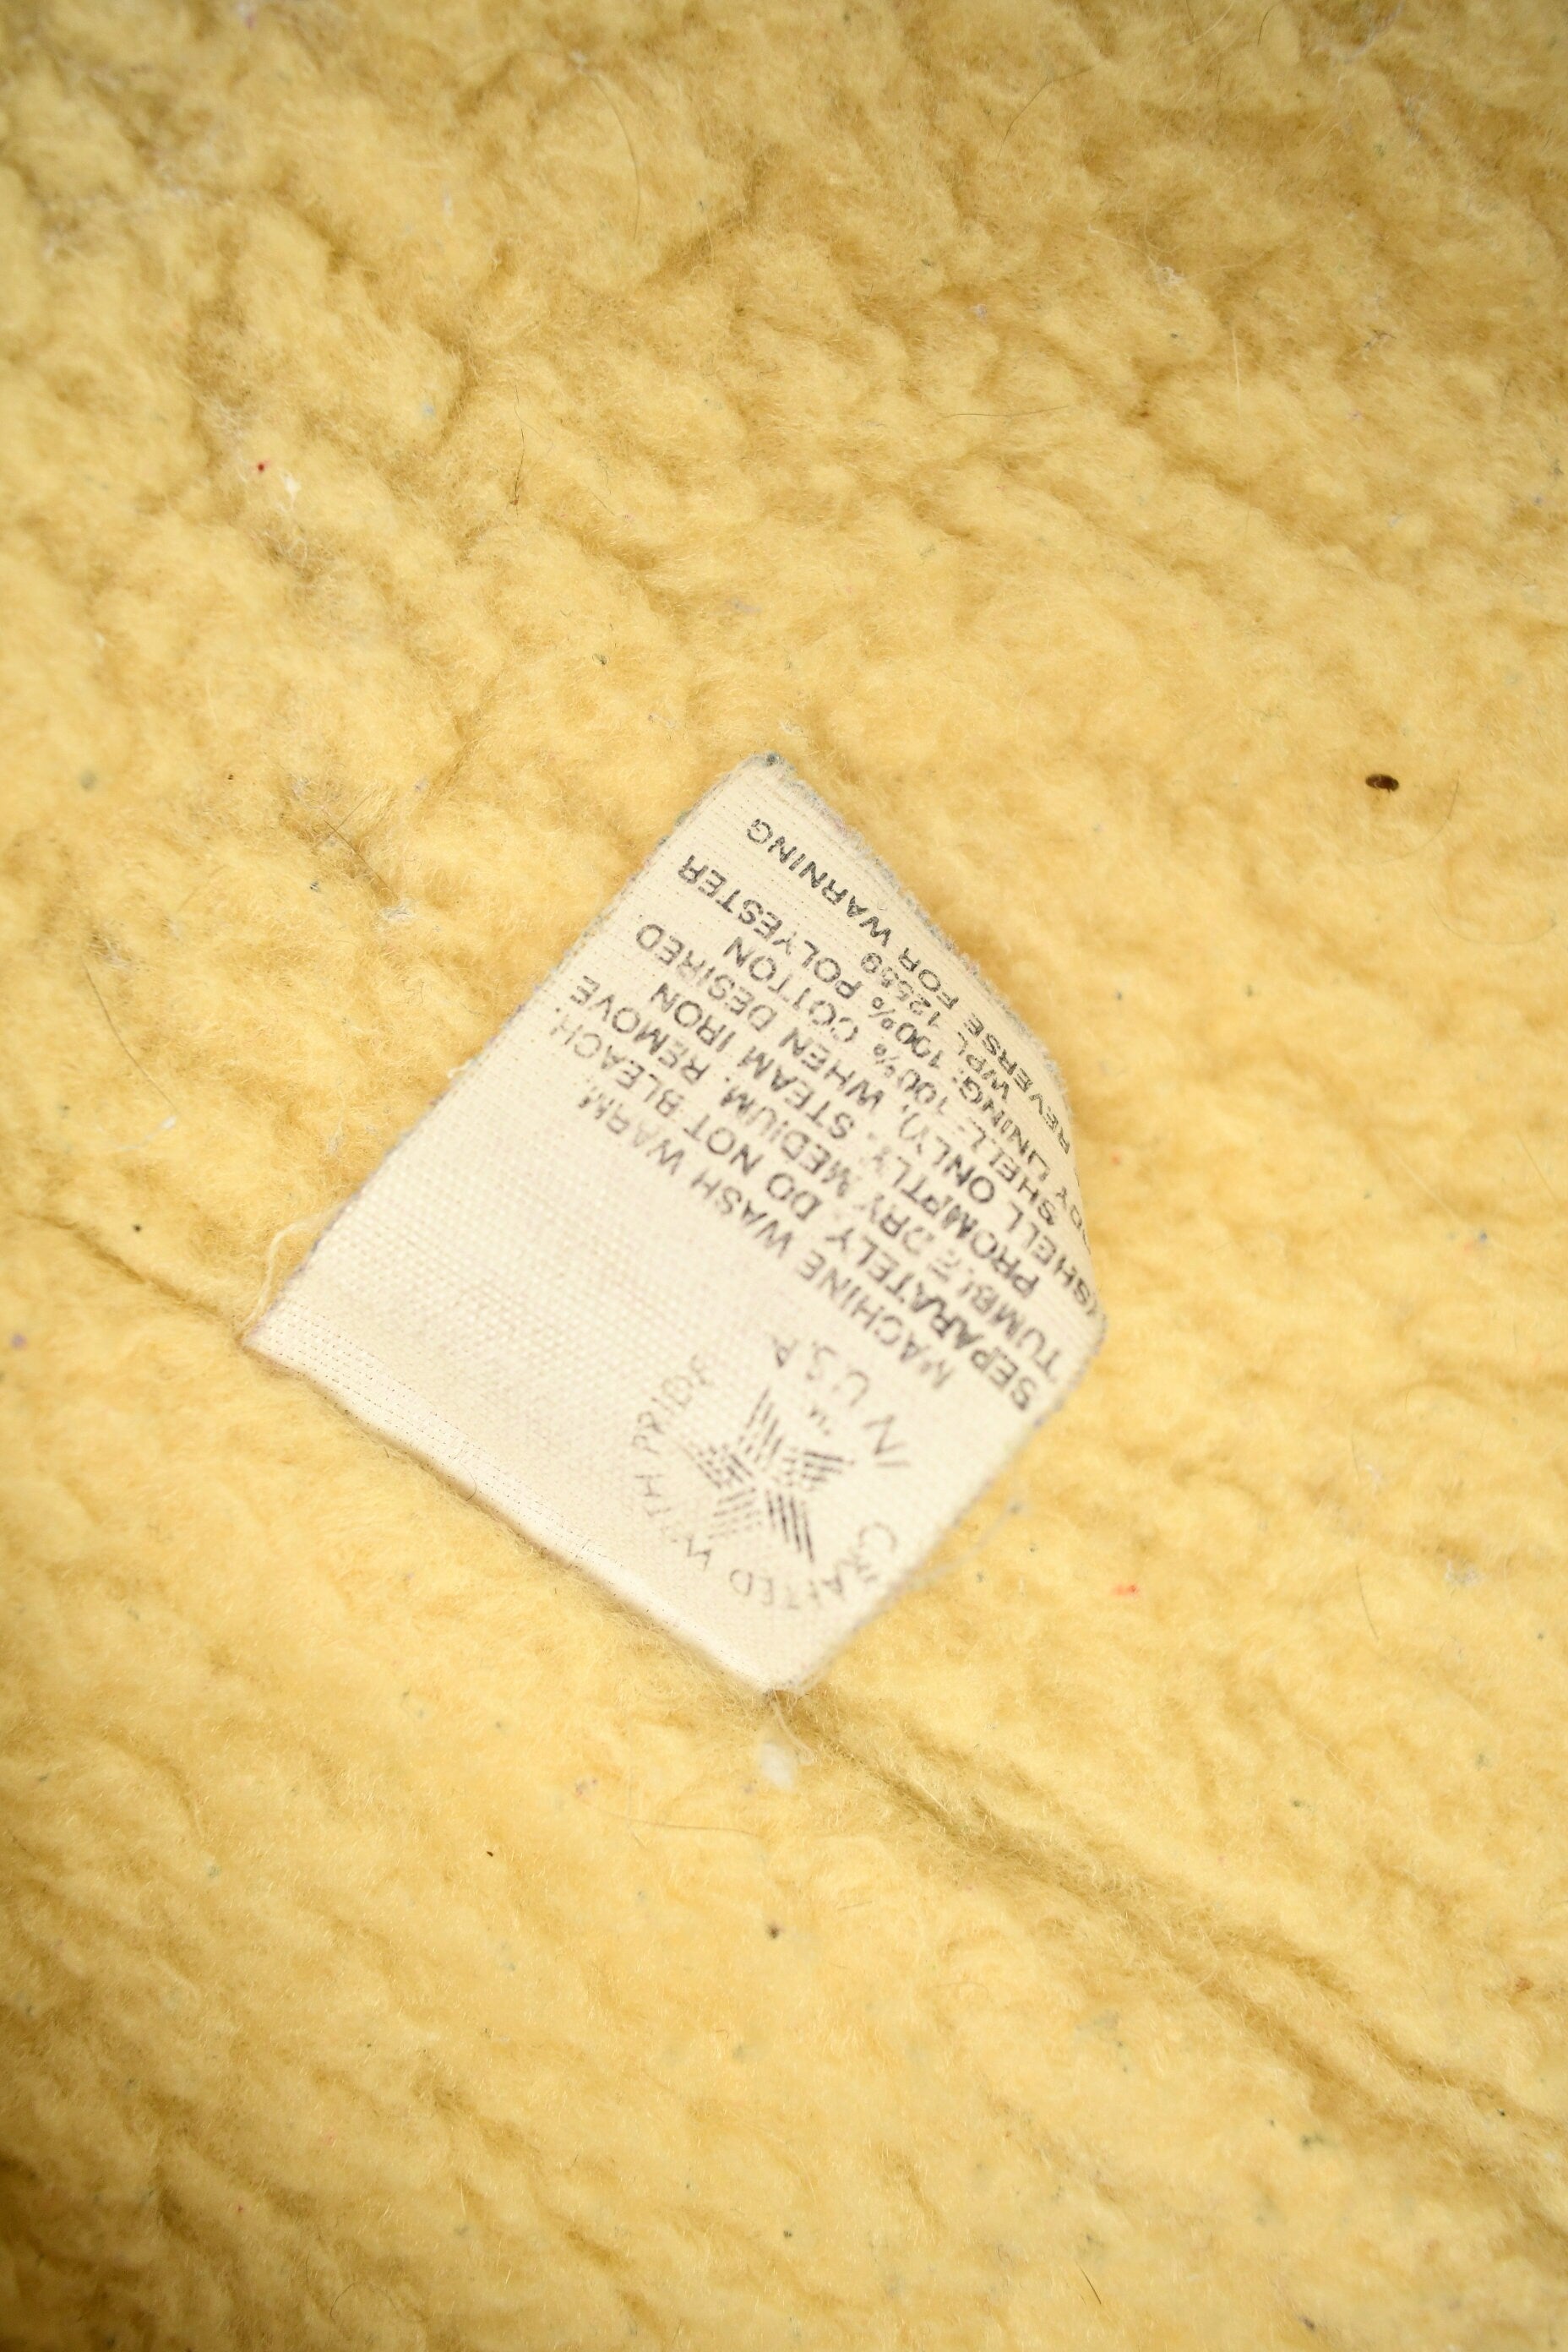 CRAFTED WITH PRIDE
IN U.S.A.
MACHINE WASH WARM,
SEPARATELY. DO NOT BLEACH.
TUMBLE DRY MEDIUM. REMOVE
PROMPTLY. STEAM IRON
(SHELL ONLY), WHEN DESIRED
SHELL: 100% COTTON
LINING: 100% POLYESTER
WPL 12559
REVERSE FOR WARNING